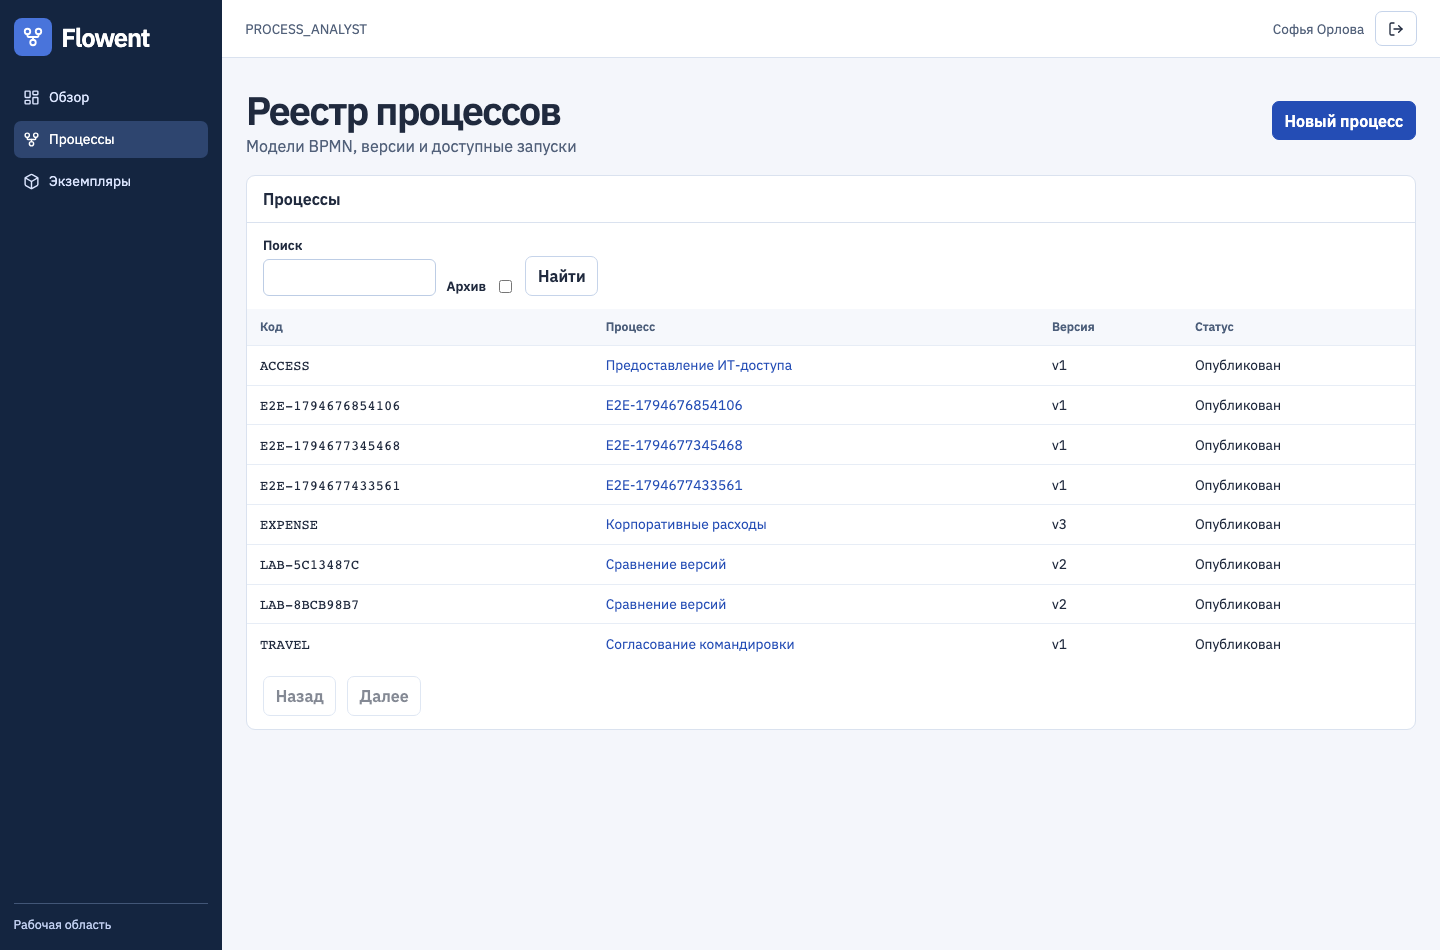 Flowent
Обзор
Процессы
Экземпляры
Рабочая область
PROCESS_ANALYST
Софья Орлова
Реестр процессов
Модели BPMN, версии и доступные запуски
Новый процесс
Процессы
Поиск
Архив
Найти
Код Процесс Версия Статус
ACCESS Предоставление ИТ-доступа v1 Опубликован
E2E-1794676854106 E2E-1794676854106 v1 Опубликован
E2E-1794677345468 E2E-1794677345468 v1 Опубликован
E2E-1794677433561 E2E-1794677433561 v1 Опубликован
EXPENSE Корпоративные расходы v3 Опубликован
LAB-5C13487C Сравнение версий v2 Опубликован
LAB-8BCB98B7 Сравнение версий v2 Опубликован
TRAVEL Согласование командировки v1 Опубликован
Назад Далее